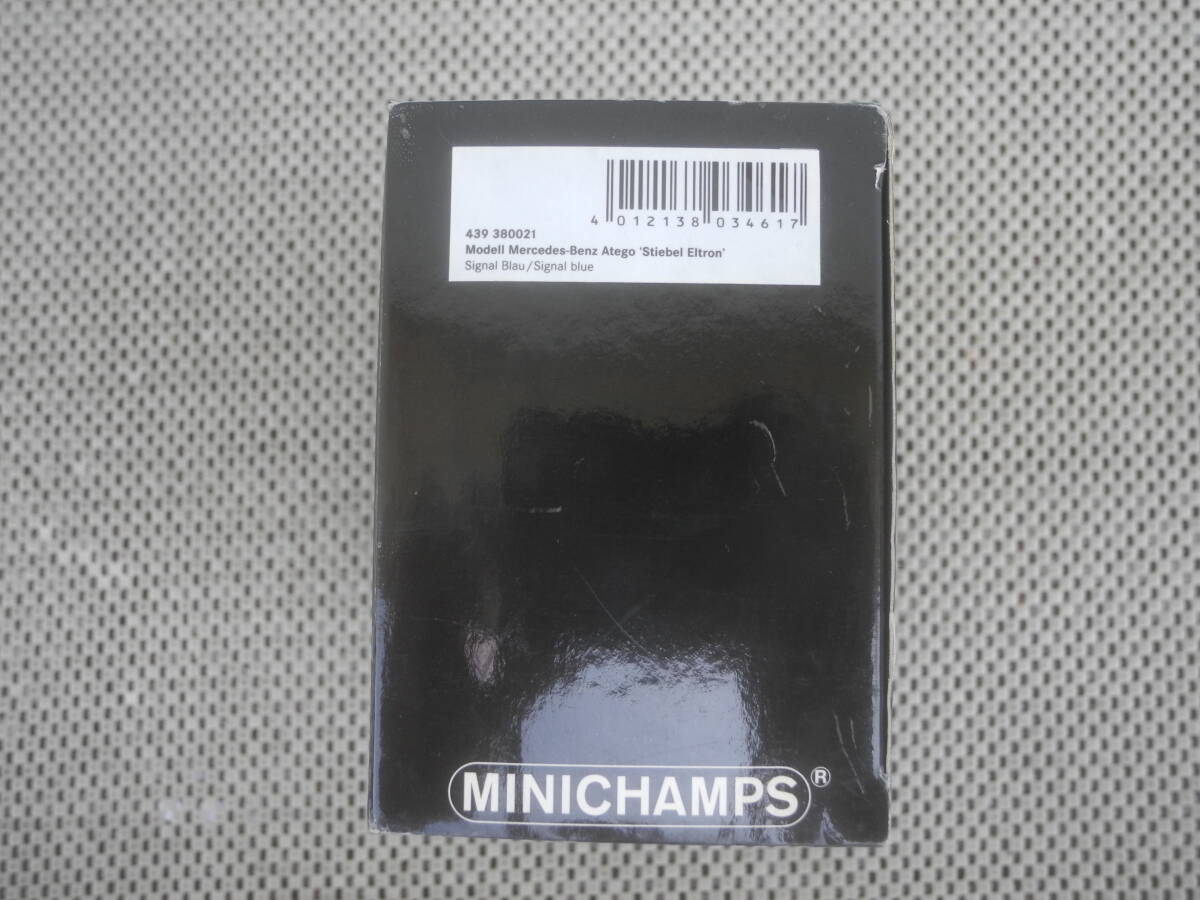 4 012138 034617
439 380021
Modell Mercedes-Benz Atego 'Stiebel Eltron'
Signal Blau/Signal blue
MINICHAMPS®